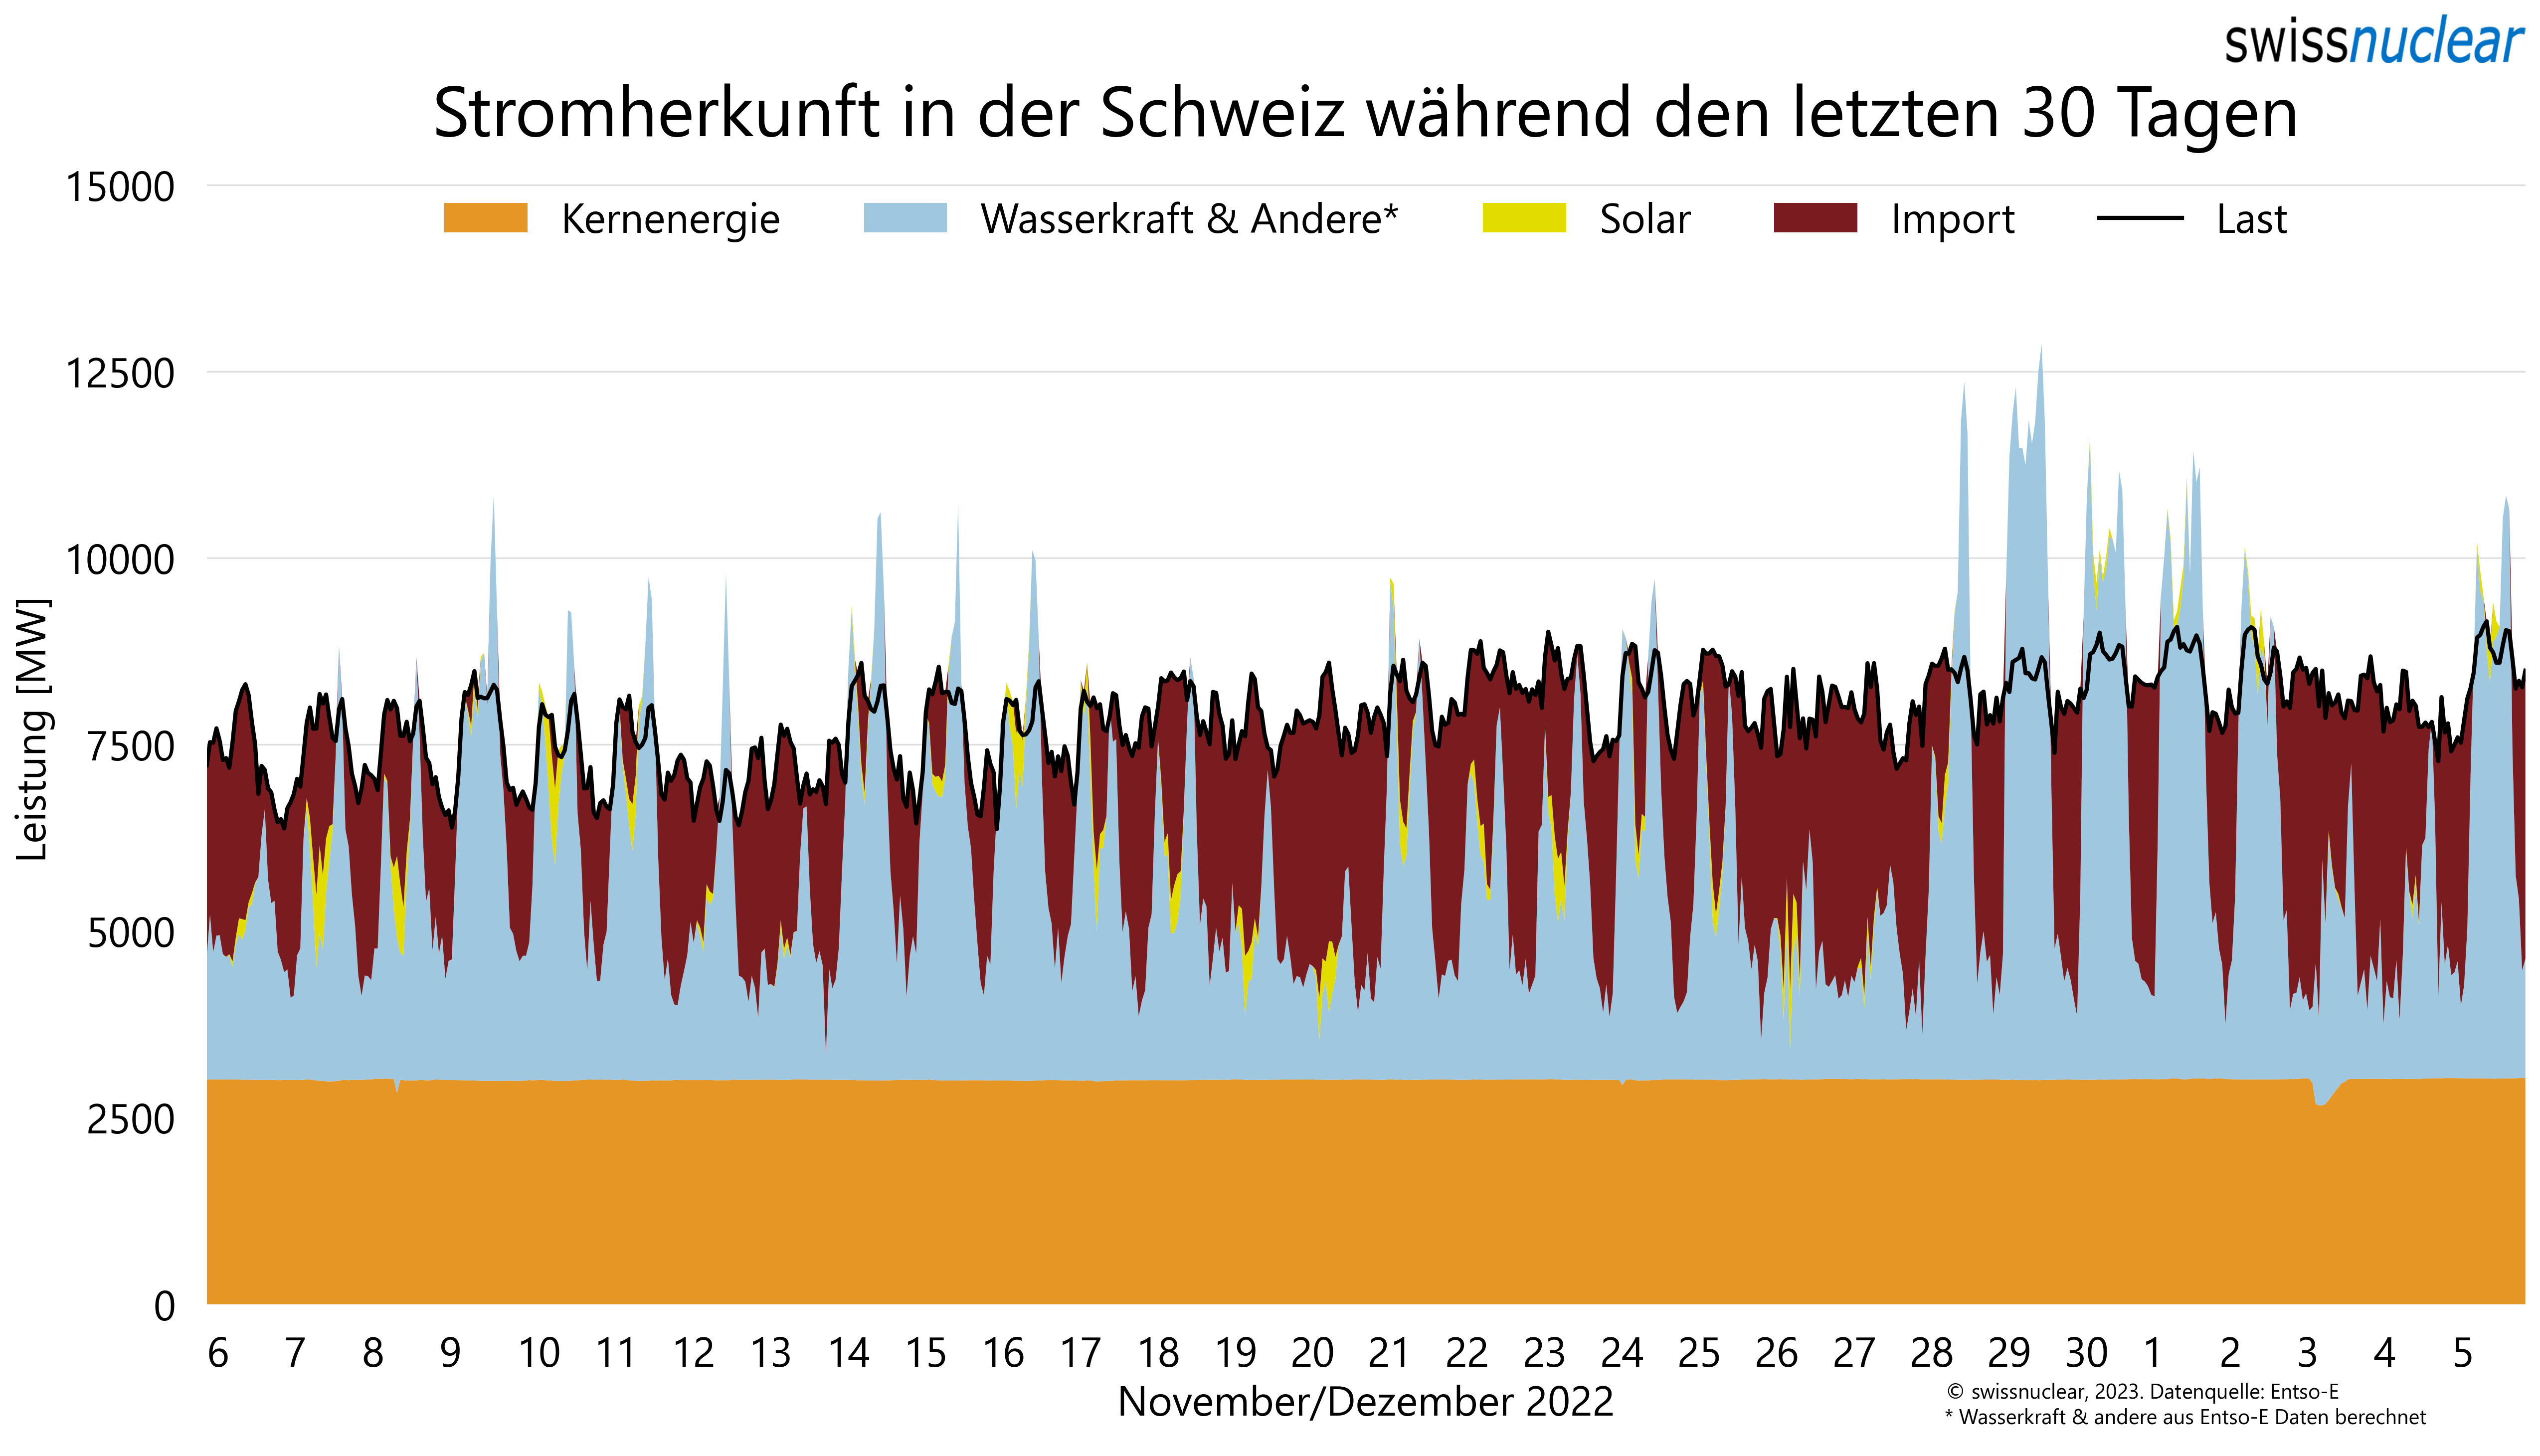 swissnuclear
Stromherkunft in der Schweiz während den letzten 30 Tagen
15000
Kernenergie Wasserkraft & Andere* Solar Import Last
12500
10000
7500
5000
2500
0
Leistung [MW]
6 7 8 9 10 11 12 13 14 15 16 17 18 19 20 21 22 23 24 25 26 27 28 29 30 1 2 3 4 5
November/Dezember 2022
© swissnuclear, 2023. Datenquelle: Entso-E
* Wasserkraft & andere aus Entso-E Daten berechnet